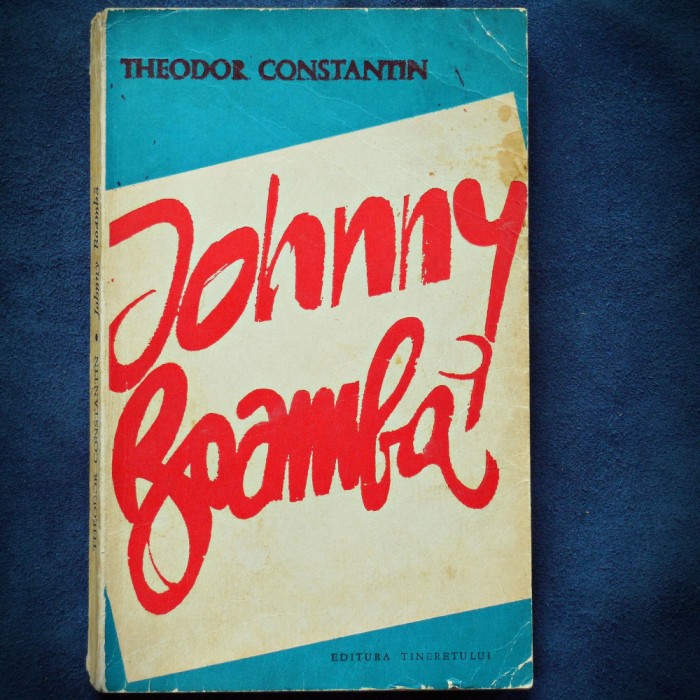 THEODOR CONSTANTIN
Johnny
Boambă
EDITURA TINERETULUI
THEODOR CONSTANTIN • Johnny Boambă